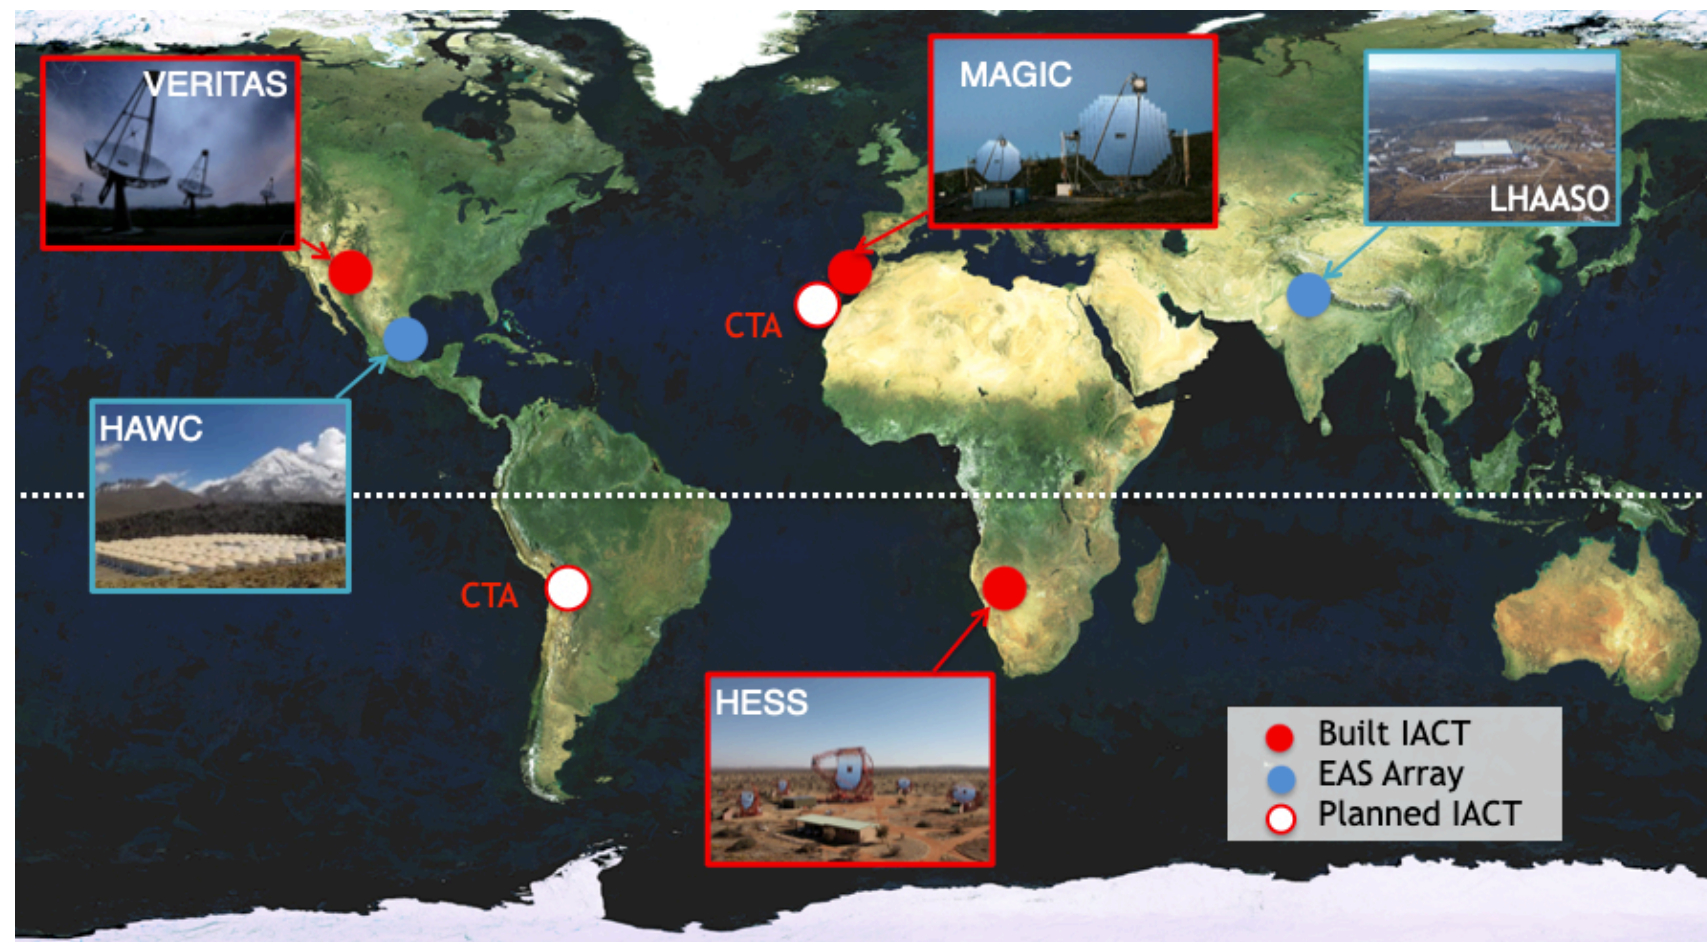 VERITAS
MAGIC
LHAASO
CTA
HAWC
CTA
HESS
Built IACT
EAS Array
Planned IACT